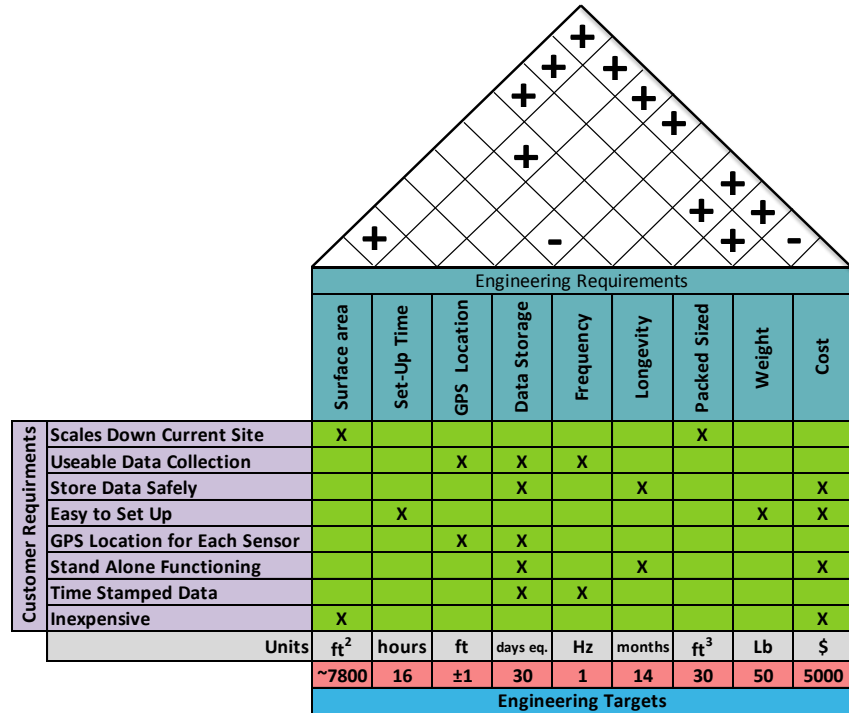 +
+ +
+ + +
+
+
+ +
+ - + -
Engineering Requirements
Surface area
Set-Up Time
GPS Location
Data Storage
Frequency
Longevity
Packed Sized
Weight
Cost
Customer Requirments
Scales Down Current Site X X
Useable Data Collection X X X
Store Data Safely X X X
Easy to Set Up X X X
GPS Location for Each Sensor X X
Stand Alone Functioning X X X
Time Stamped Data X X
Inexpensive X X
Units ft² hours ft days eq. Hz months ft³ Lb $
~7800 16 ±1 30 1 14 30 50 5000
Engineering Targets